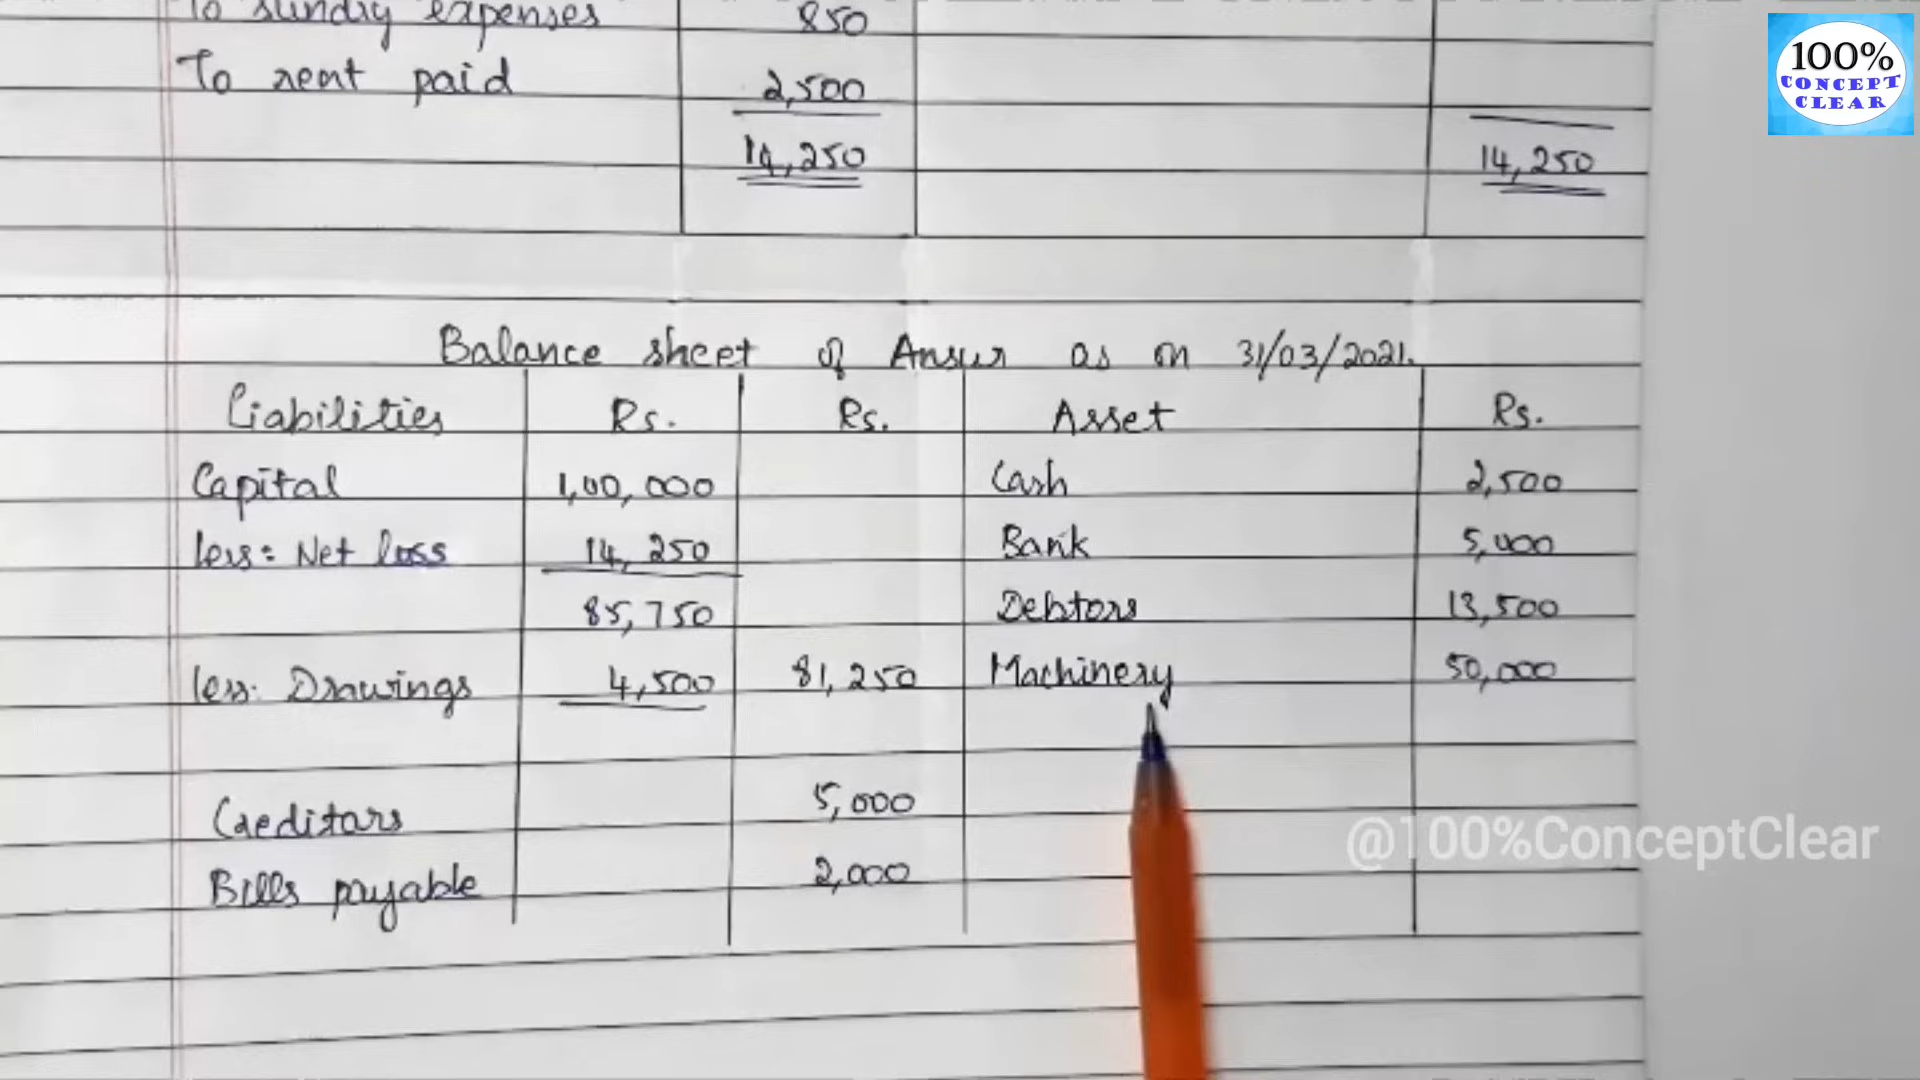 To sundry expenses 850
To rent paid 2,500
14,250 14,250
Balance sheet of Ansur as on 31/03/2021.
Liabilities Rs. Rs. Asset Rs.
Capital 1,00,000 Cash 2,500
less: Net loss 14,250 Bank 5,000
85,750 Debtors 13,500
less: Drawings 4,500 81,250 Machinery 50,000
Creditors 5,000
Bills payable 2,000
100%
CONCEPT
CLEAR
@100%ConceptClear